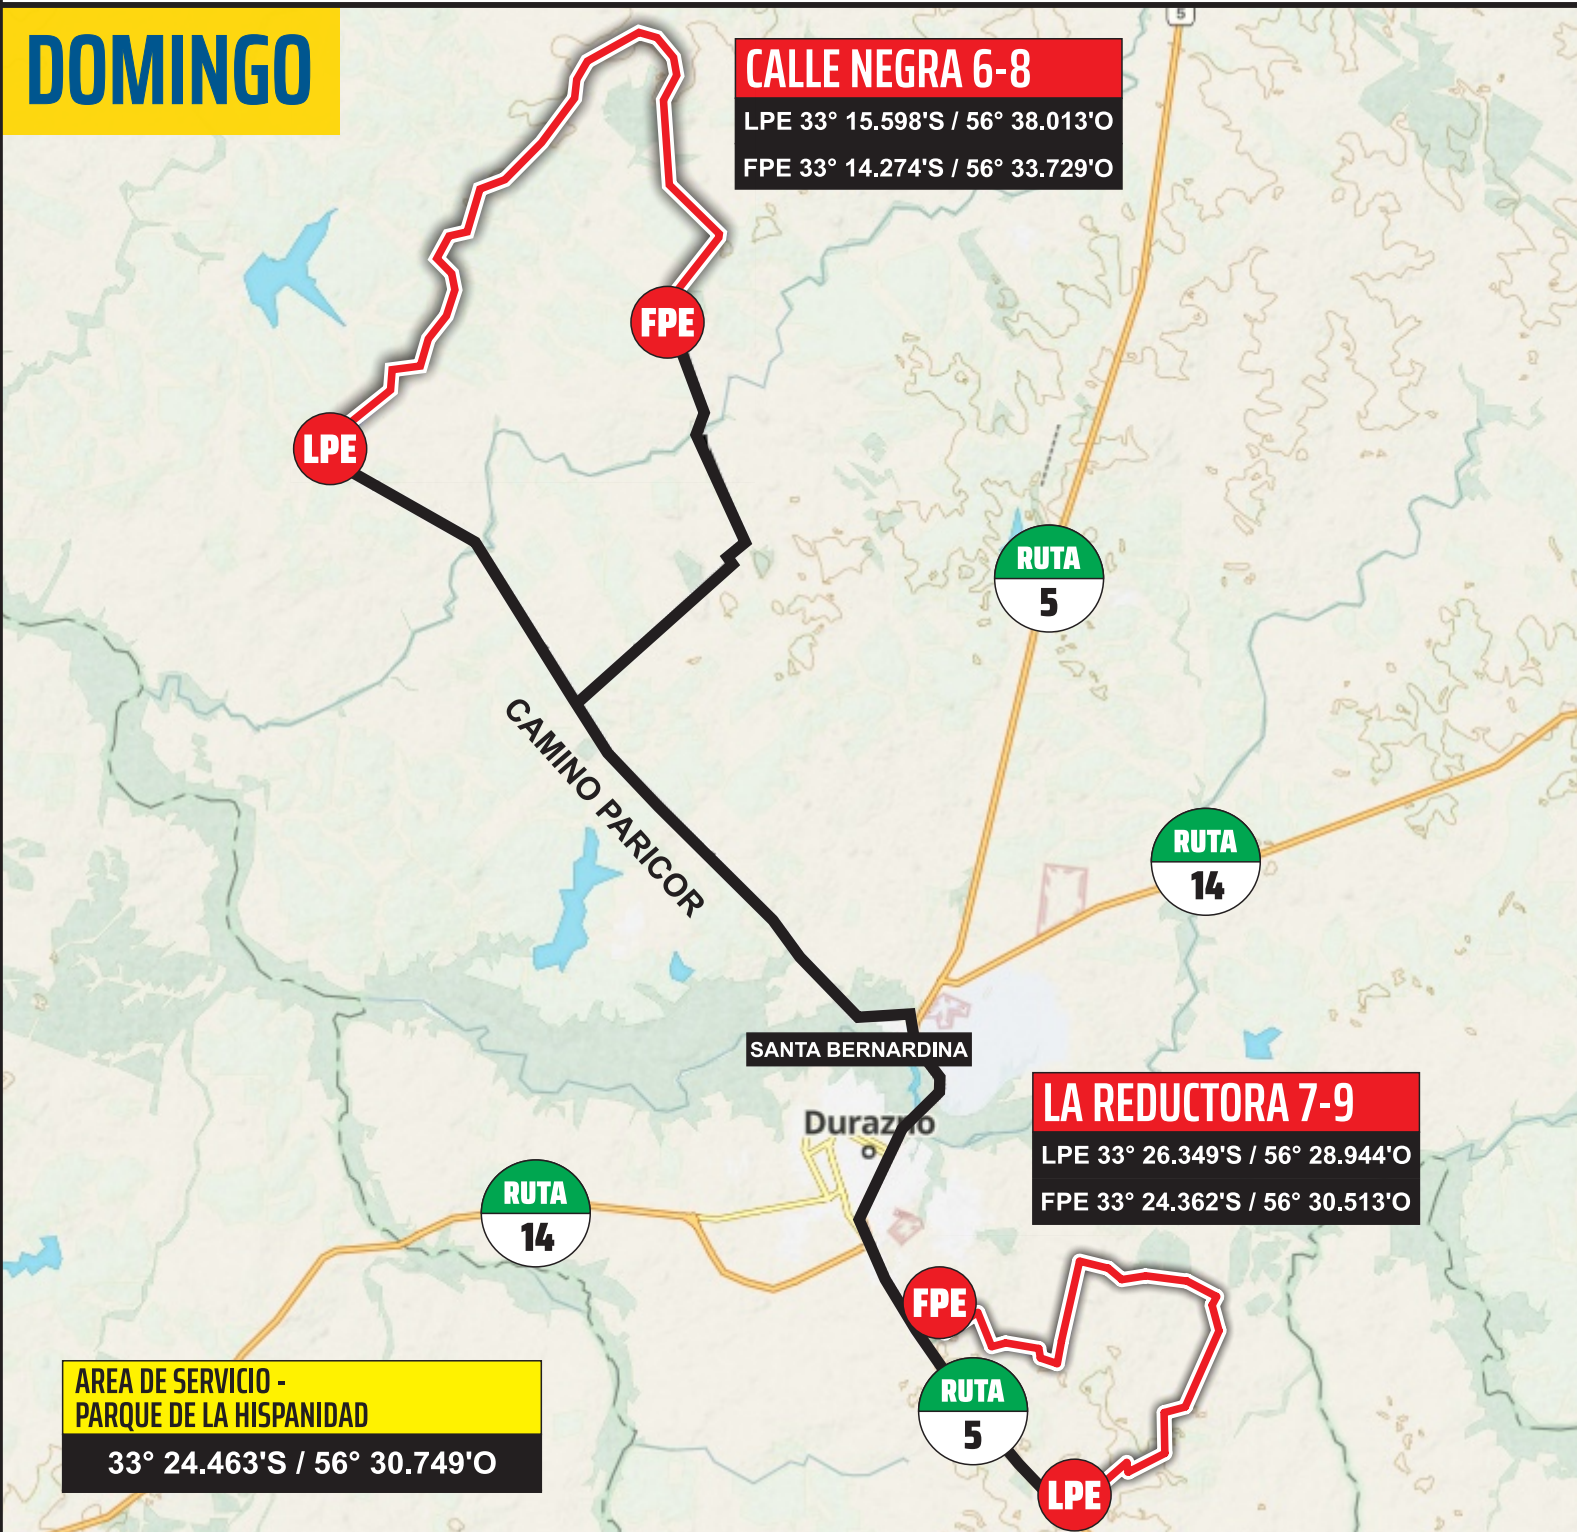 5
DOMINGO
CALLE NEGRA 6-8
LPE 33° 15.598'S / 56° 38.013'O
FPE 33° 14.274'S / 56° 33.729'O
FPE
LPE
RUTA
5
CAMINO PARICOR
RUTA
14
SANTA BERNARDINA
LA REDUCTORA 7-9
LPE 33° 26.349'S / 56° 28.944'O
FPE 33° 24.362'S / 56° 30.513'O
Durazno
RUTA
14
FPE
RUTA
5
LPE
AREA DE SERVICIO -
PARQUE DE LA HISPANIDAD
33° 24.463'S / 56° 30.749'O